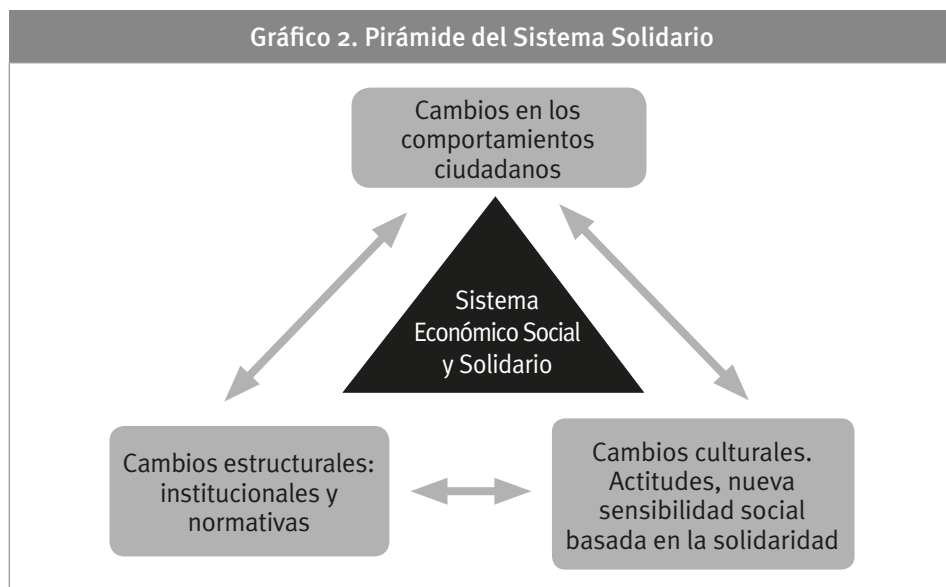 Gráfico 2. Pirámide del Sistema Solidario
Cambios en los
comportamientos
ciudadanos
Sistema
Económico Social
y Solidario
Cambios estructurales:
institucionales y
normativas
Cambios culturales.
Actitudes, nueva
sensibilidad social
basada en la solidaridad